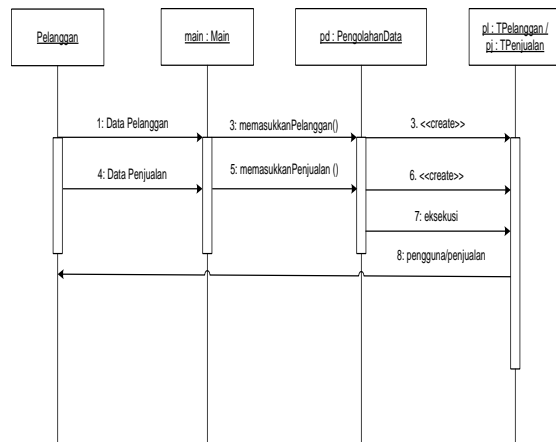 Pelanggan
main : Main
pd : PengolahanData
pl : TPelanggan /
pj : TPenjualan
1: Data Pelanggan
3: memasukkanPelanggan()
3. <<create>>
4: Data Penjualan
5: memasukkanPenjualan ()
6. <<create>>
7: eksekusi
8: pengguna/penjualan